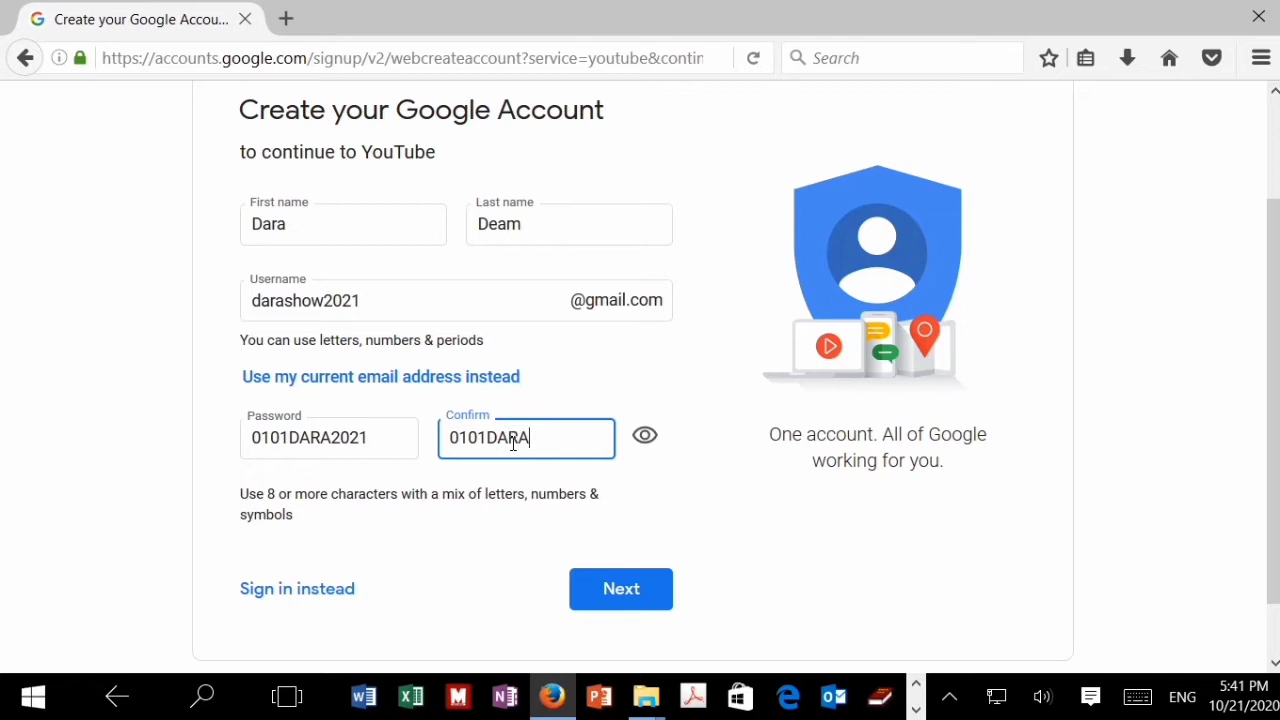 Create your Google Accou...
https://accounts.google.com/signup/v2/webcreateaccount?service=youtube&contin
Search
Create your Google Account
to continue to YouTube
First name
Last name
Dara
Deam
Username
darashow2021
@gmail.com
You can use letters, numbers & periods
Use my current email address instead
Password
Confirm
0101DARA2021
0101DARA
Use 8 or more characters with a mix of letters, numbers &
symbols
One account. All of Google
working for you.
Sign in instead
Next
ENG
5:41 PM
10/21/2020